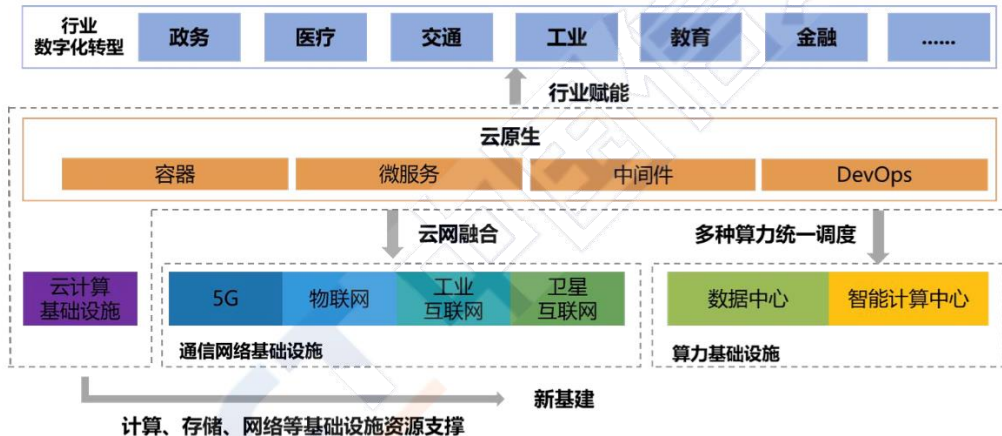 行业
数字化转型
政务
医疗
交通
工业
教育
金融
......
行业赋能
云原生
容器
微服务
中间件
DevOps
云网融合
多种算力统一调度
云计算
基础设施
5G
物联网
工业
互联网
卫星
互联网
数据中心
智能计算中心
通信网络基础设施
算力基础设施
新基建
计算、存储、网络等基础设施资源支撑